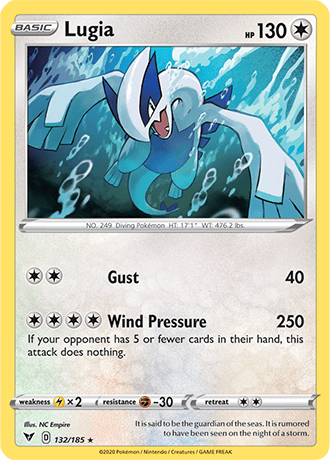 BASIC Lugia HP 130
NO. 249 Diving Pokémon HT: 17'1" WT: 476.2 lbs.
Gust 40
Wind Pressure 250
If your opponent has 5 or fewer cards in their hand, this
attack does nothing.
weakness ×2 resistance -30 retreat
Illus. NC Empire
D 132/185 ★
It is said to be the guardian of the seas. It is rumored
to have been seen on the night of a storm.
©2020 Pokémon / Nintendo / Creatures / GAME FREAK